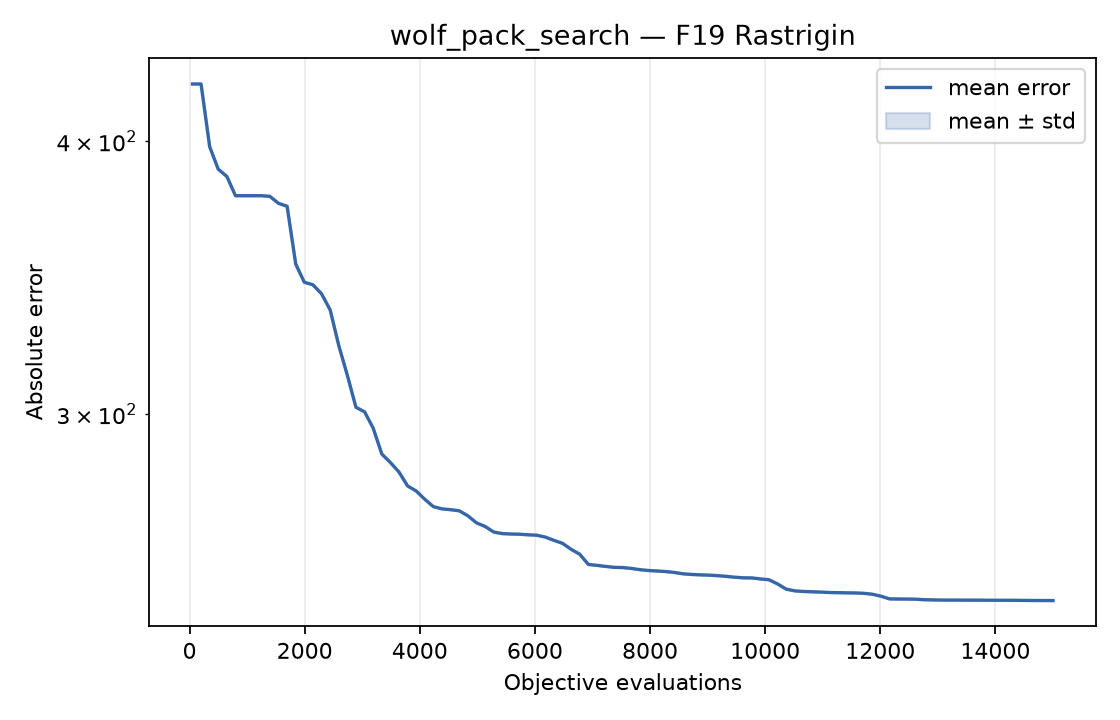 wolf_pack_search — F19 Rastrigin
mean error
mean ± std
4 × 10²
3 × 10²
Absolute error
0 2000 4000 6000 8000 10000 12000 14000
Objective evaluations